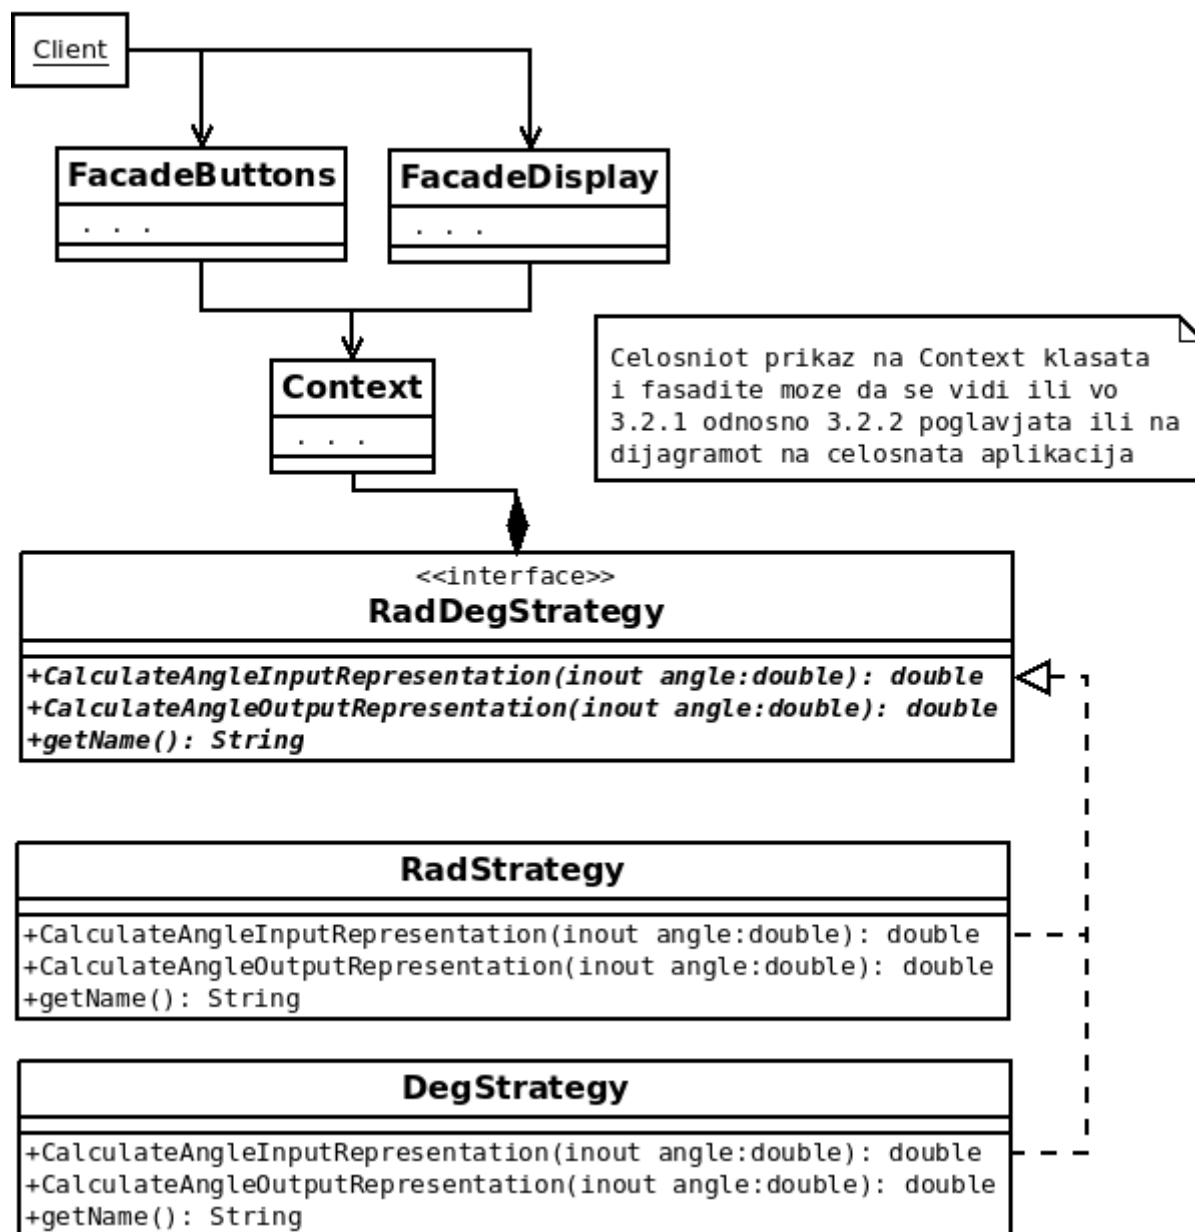 Client
FacadeButtons
. . .
FacadeDisplay
. . .
Context
. . .
Celosniot prikaz na Context klasata
i fasadite moze da se vidi ili vo
3.2.1 odnosno 3.2.2 poglavjata ili na
dijagramot na celosnata aplikacija
<<interface>>
RadDegStrategy
+CalculateAngleInputRepresentation(inout angle:double): double
+CalculateAngleOutputRepresentation(inout angle:double): double
+getName(): String
RadStrategy
+CalculateAngleInputRepresentation(inout angle:double): double
+CalculateAngleOutputRepresentation(inout angle:double): double
+getName(): String
DegStrategy
+CalculateAngleInputRepresentation(inout angle:double): double
+CalculateAngleOutputRepresentation(inout angle:double): double
+getName(): String